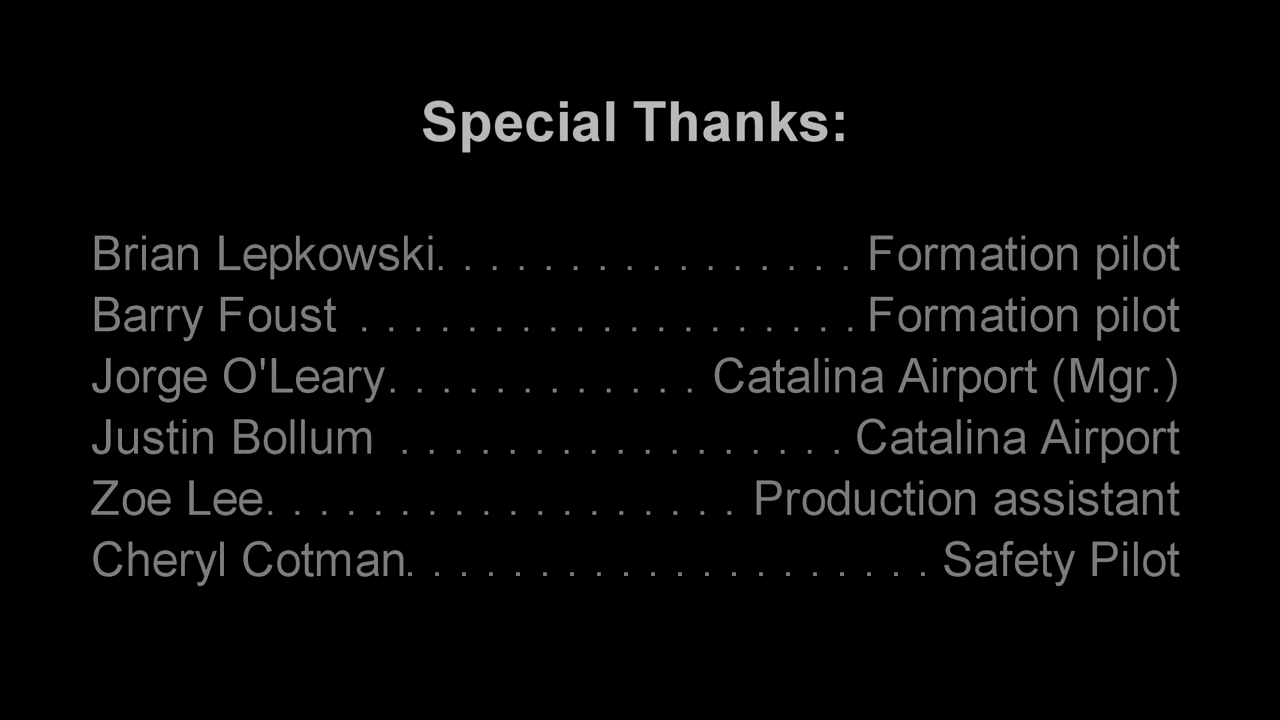 Special Thanks:
Brian Lepkowski. . . . . . . . . . . . . . . . Formation pilot
Barry Foust . . . . . . . . . . . . . . . . . . . Formation pilot
Jorge O'Leary. . . . . . . . . . . . Catalina Airport (Mgr.)
Justin Bollum . . . . . . . . . . . . . . . . . Catalina Airport
Zoe Lee. . . . . . . . . . . . . . . . . . Production assistant
Cheryl Cotman. . . . . . . . . . . . . . . . . . . . Safety Pilot